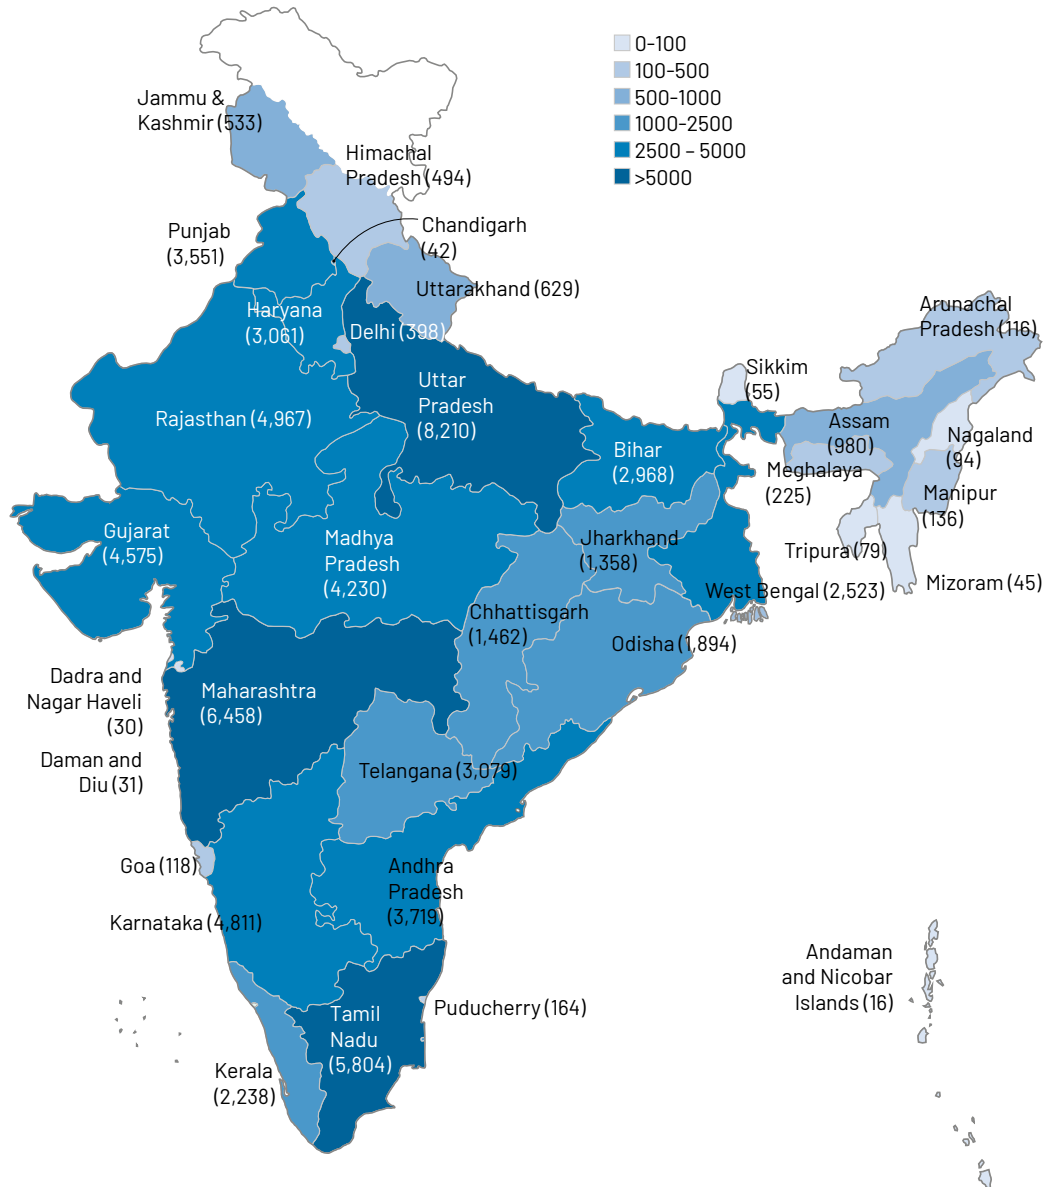 0-100
100-500
500-1000
1000-2500
2500 – 5000
>5000
Jammu &
Kashmir (533)
Himachal
Pradesh (494)
Chandigarh
(42)
Punjab
(3,551)
Uttarakhand (629)
Haryana
(3,061)
Delhi (398)
Arunachal
Pradesh (116)
Sikkim
(55)
Uttar
Pradesh
(8,210)
Rajasthan (4,967)
Assam
(980)
Nagaland
(94)
Bihar
(2,968)
Meghalaya
(225)
Manipur
(136)
Gujarat
(4,575)
Madhya
Pradesh
(4,230)
Jharkhand
(1,358)
Tripura (79)
Mizoram (45)
West Bengal (2,523)
Chhattisgarh
(1,462)
Odisha (1,894)
Dadra and
Nagar Haveli
(30)
Maharashtra
(6,458)
Daman and
Diu (31)
Telangana (3,079)
Goa (118)
Andhra
Pradesh
(3,719)
Karnataka (4,811)
Andaman
and Nicobar
Islands (16)
Puducherry (164)
Tamil
Nadu
(5,804)
Kerala
(2,238)